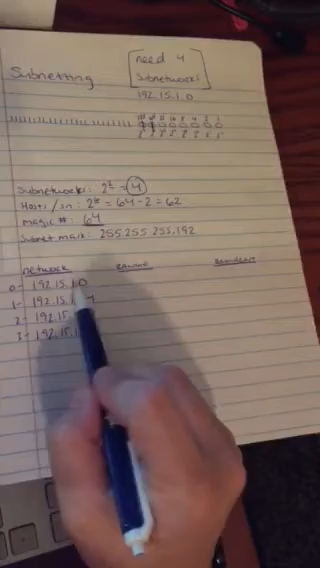 Subnetting
need 4
Subnetworks
192.15.1.0
Subnetworks: 2² = 4
Hosts/sn: 2⁶ = 64 - 2 = 62
magic #: 64
Subnet mask: 255.255.255.192
network
0- 192.15.1.0
1- 192.15.1
2- 192.15
3- 192.15.1